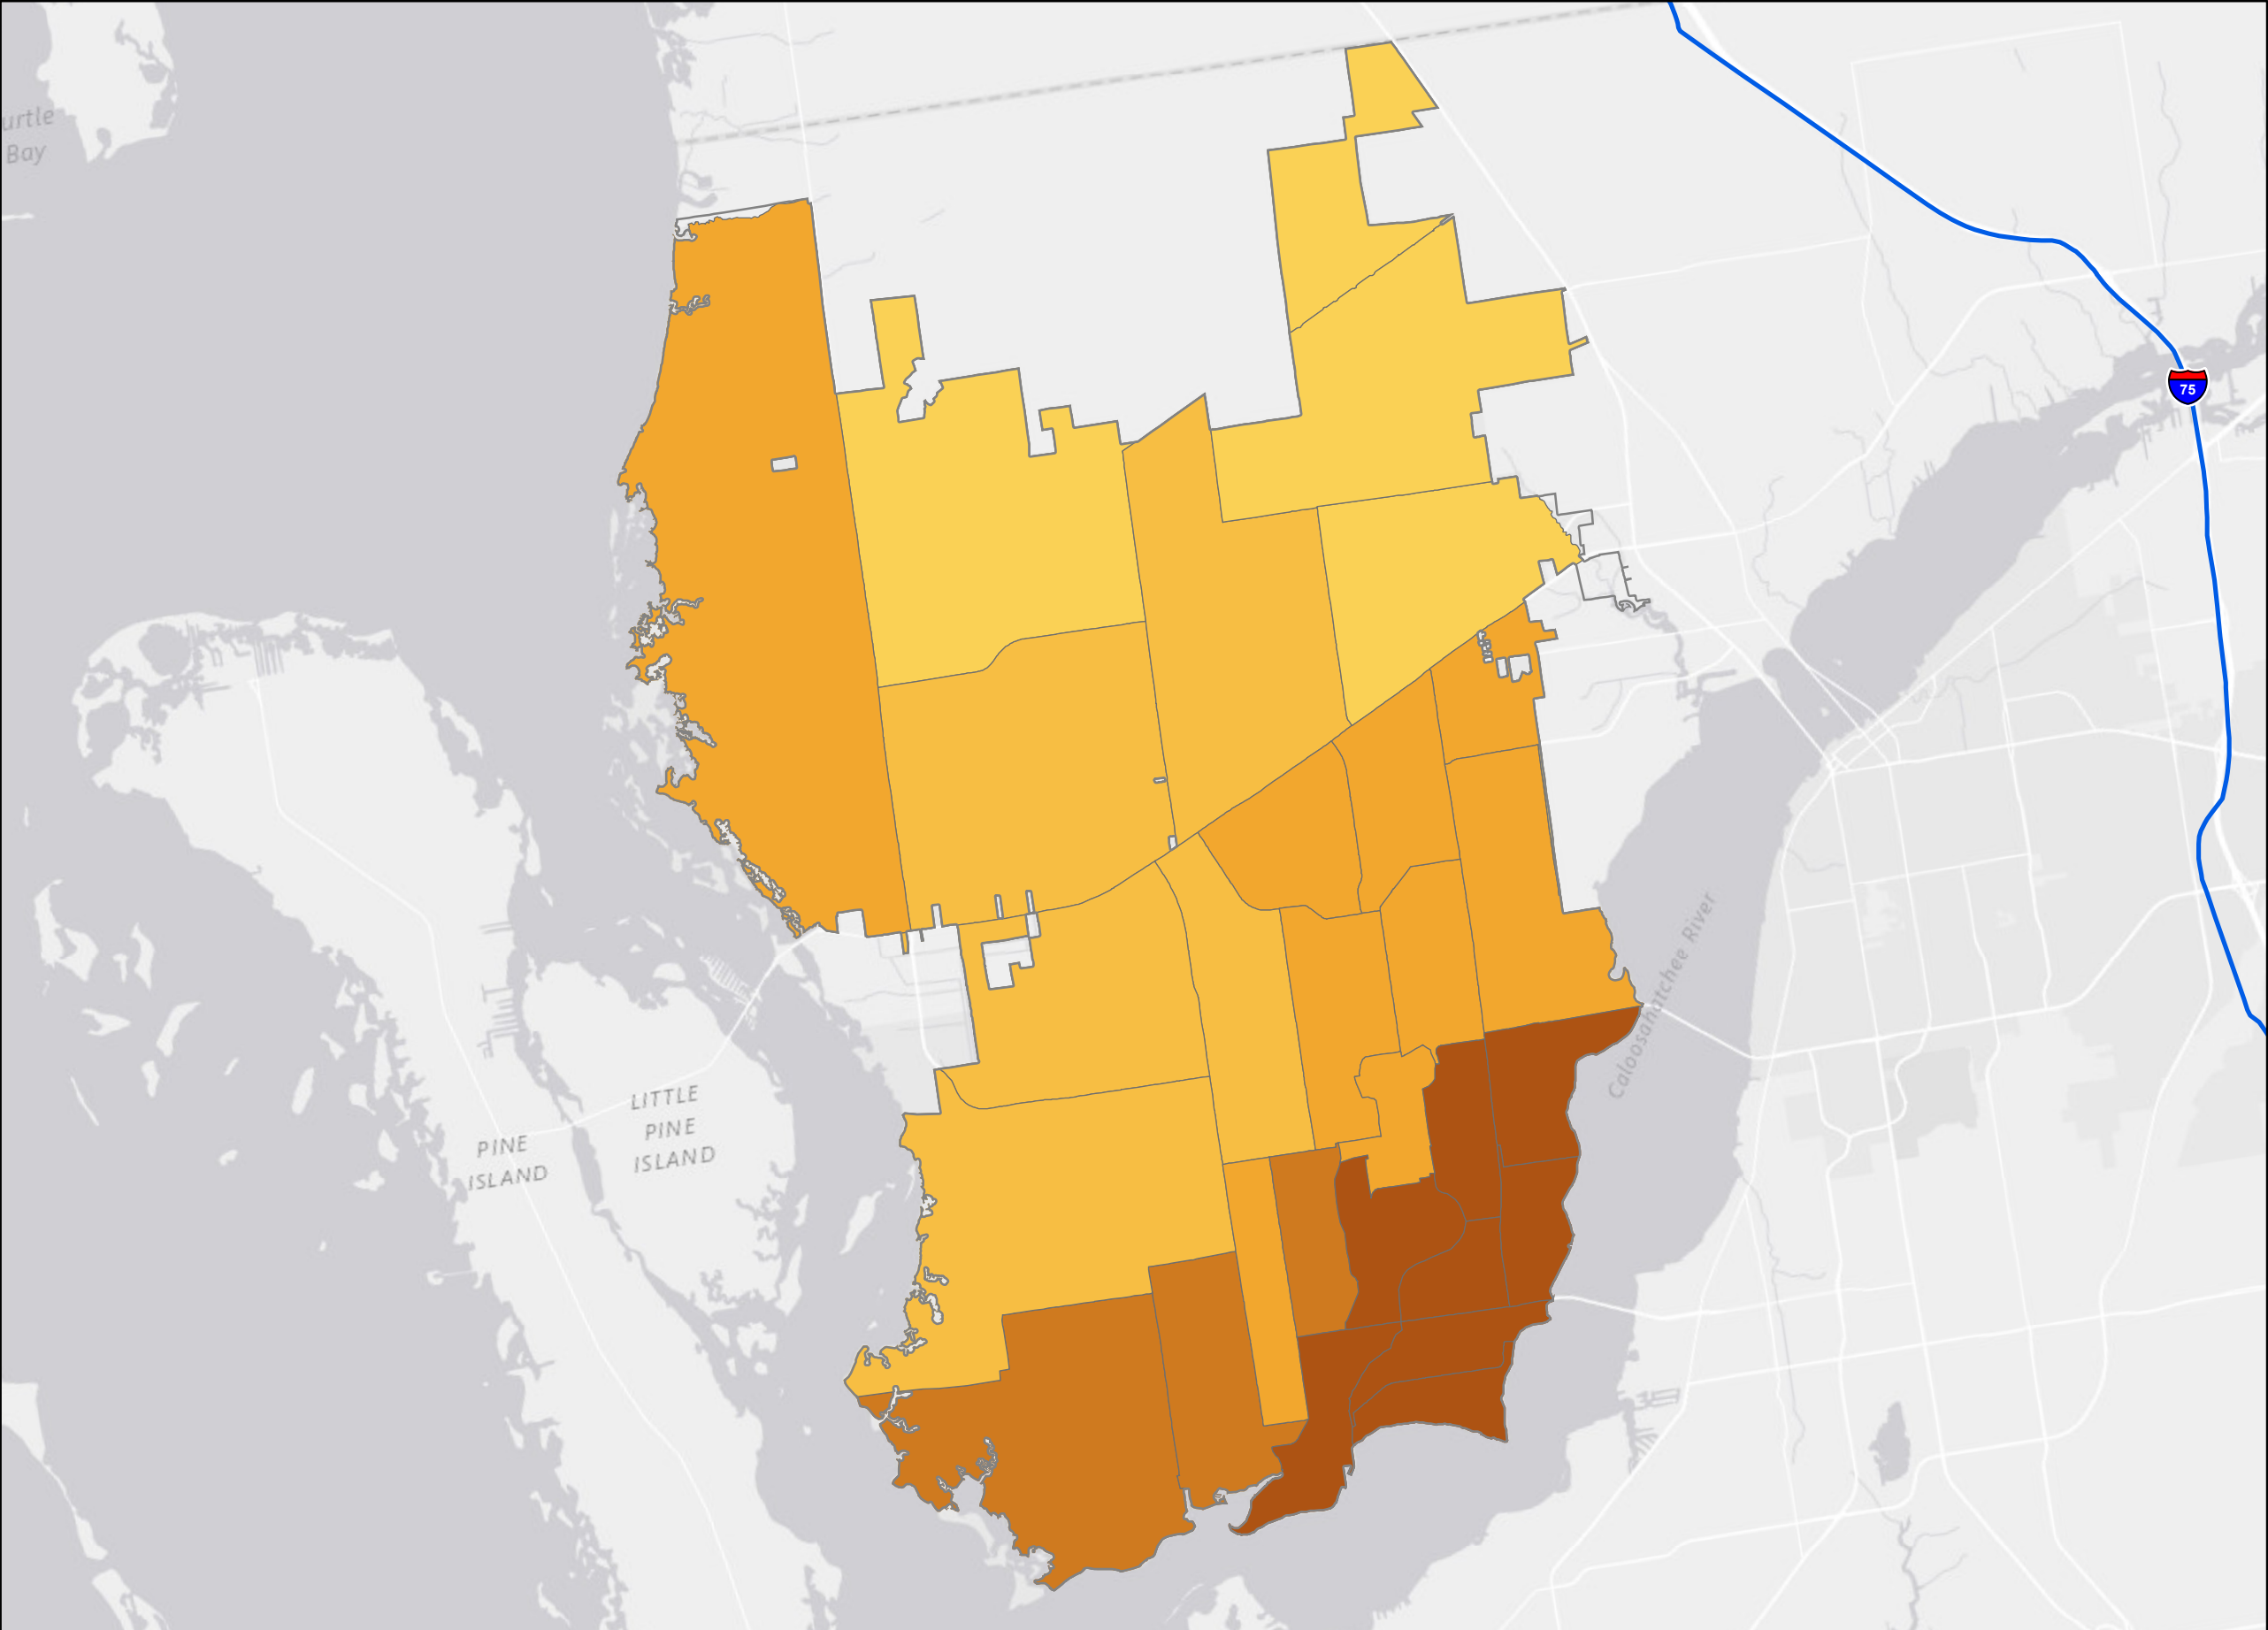 urtle
Bay
75
Caloosahatchee River
LITTLE
PINE
ISLAND
PINE
ISLAND